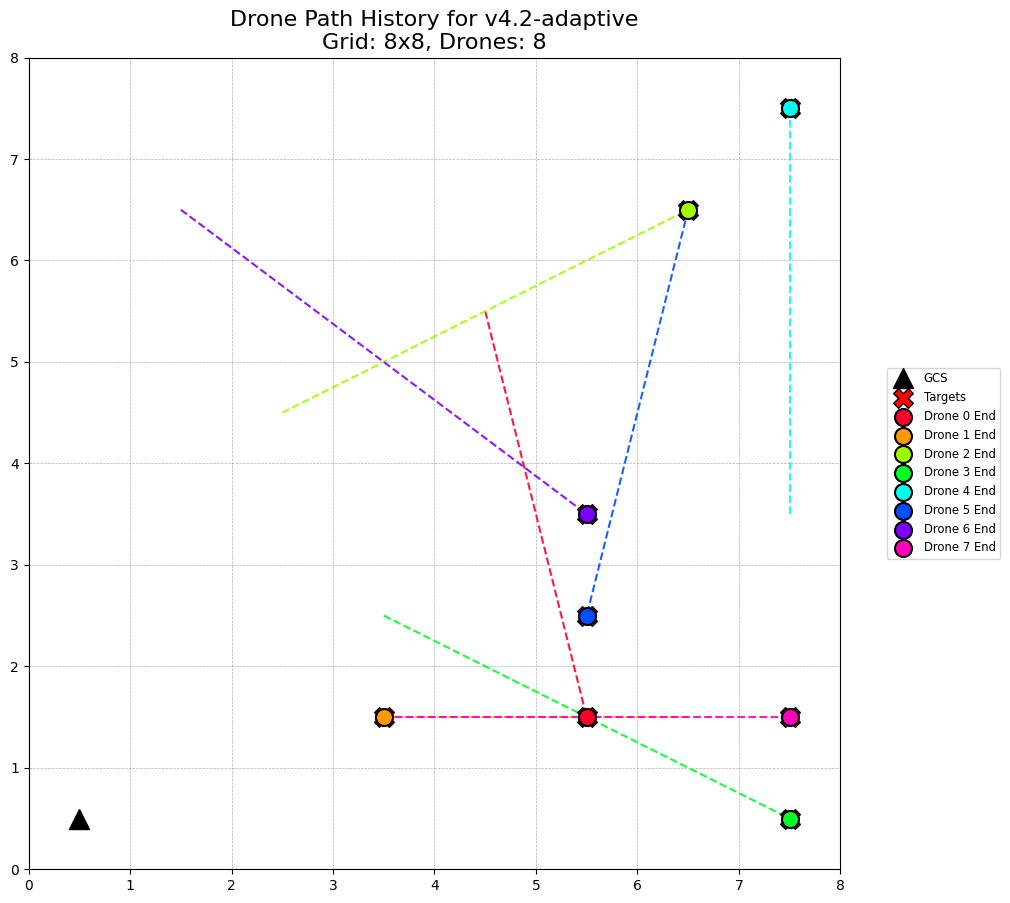 Drone Path History for v4.2-adaptive
Grid: 8x8, Drones: 8
8
7
6
5
4
3
2
1
0
0 1 2 3 4 5 6 7 8
GCS
Targets
Drone 0 End
Drone 1 End
Drone 2 End
Drone 3 End
Drone 4 End
Drone 5 End
Drone 6 End
Drone 7 End